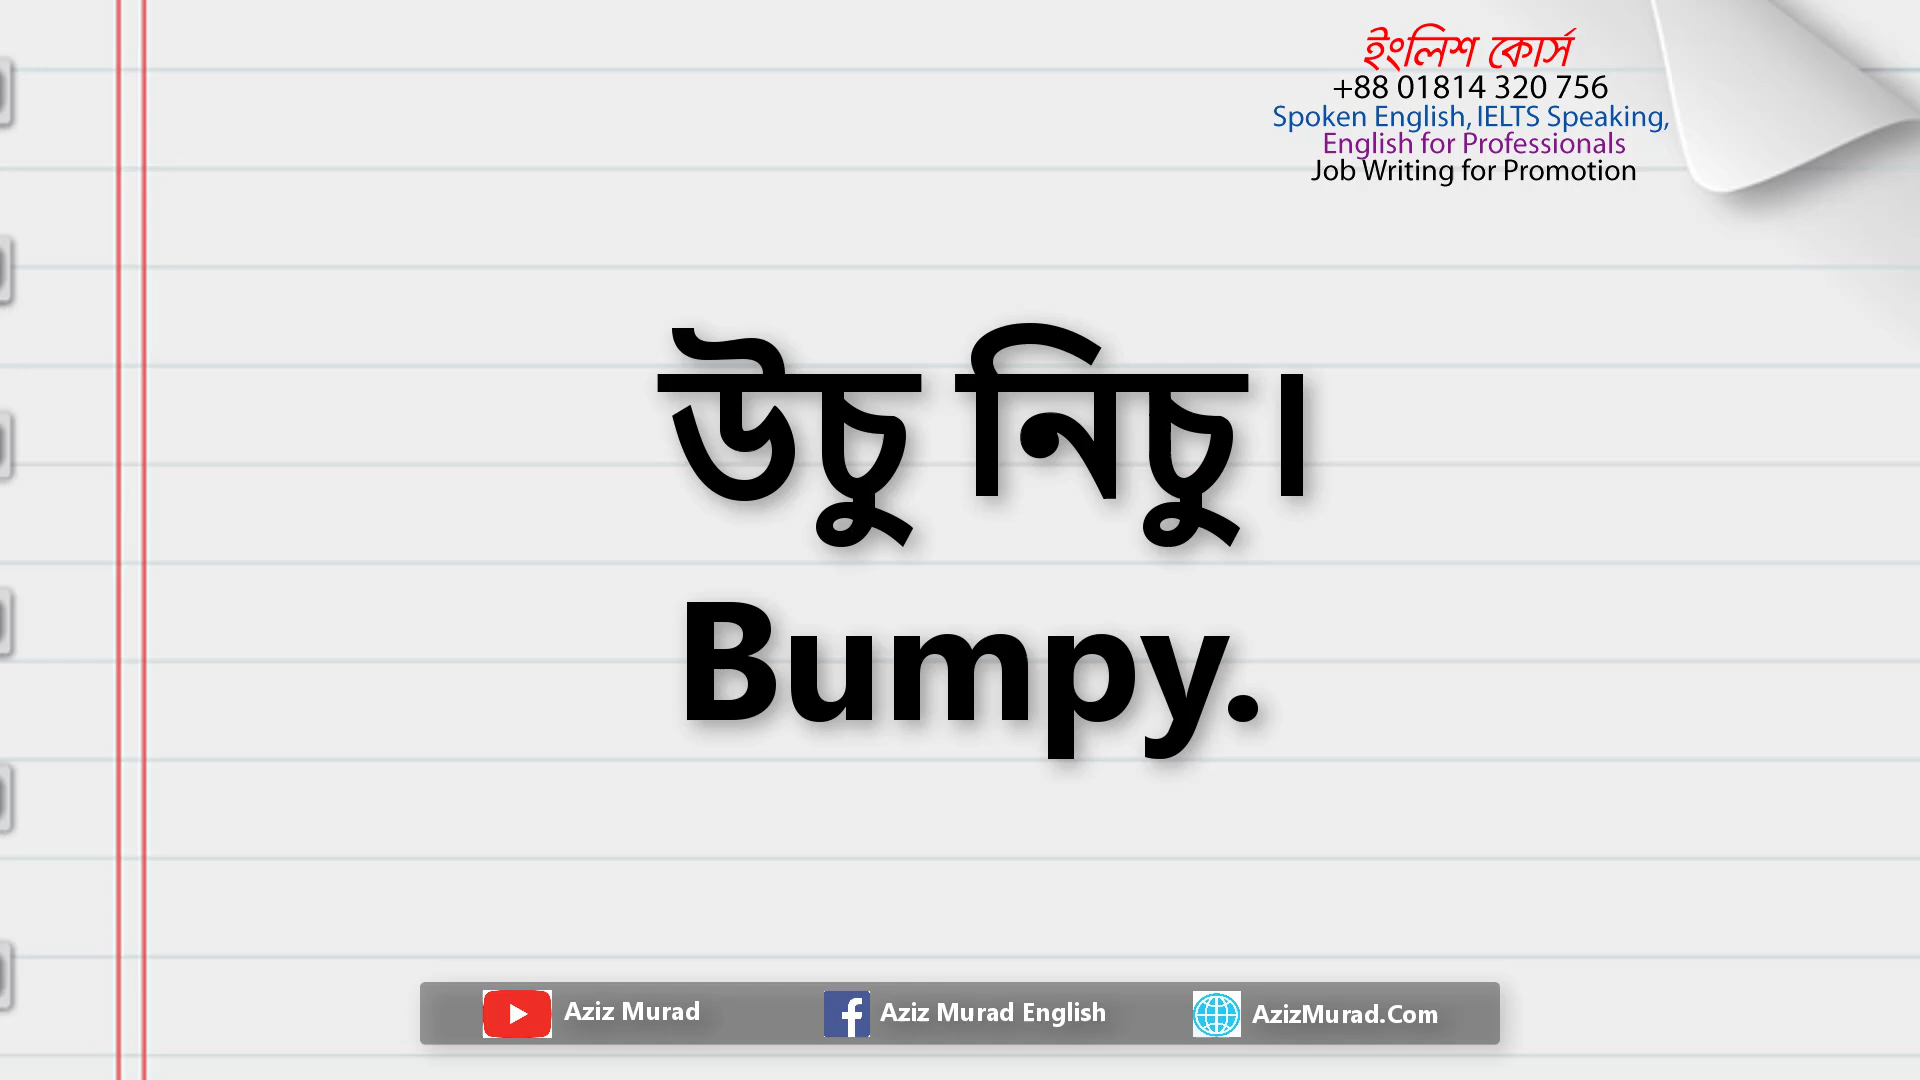 ইংলিশ কোর্স
+88 01814 320 756
Spoken English, IELTS Speaking,
English for Professionals
Job Writing for Promotion
উচু নিচু।
Bumpy.
Aziz Murad
Aziz Murad English
AzizMurad.Com